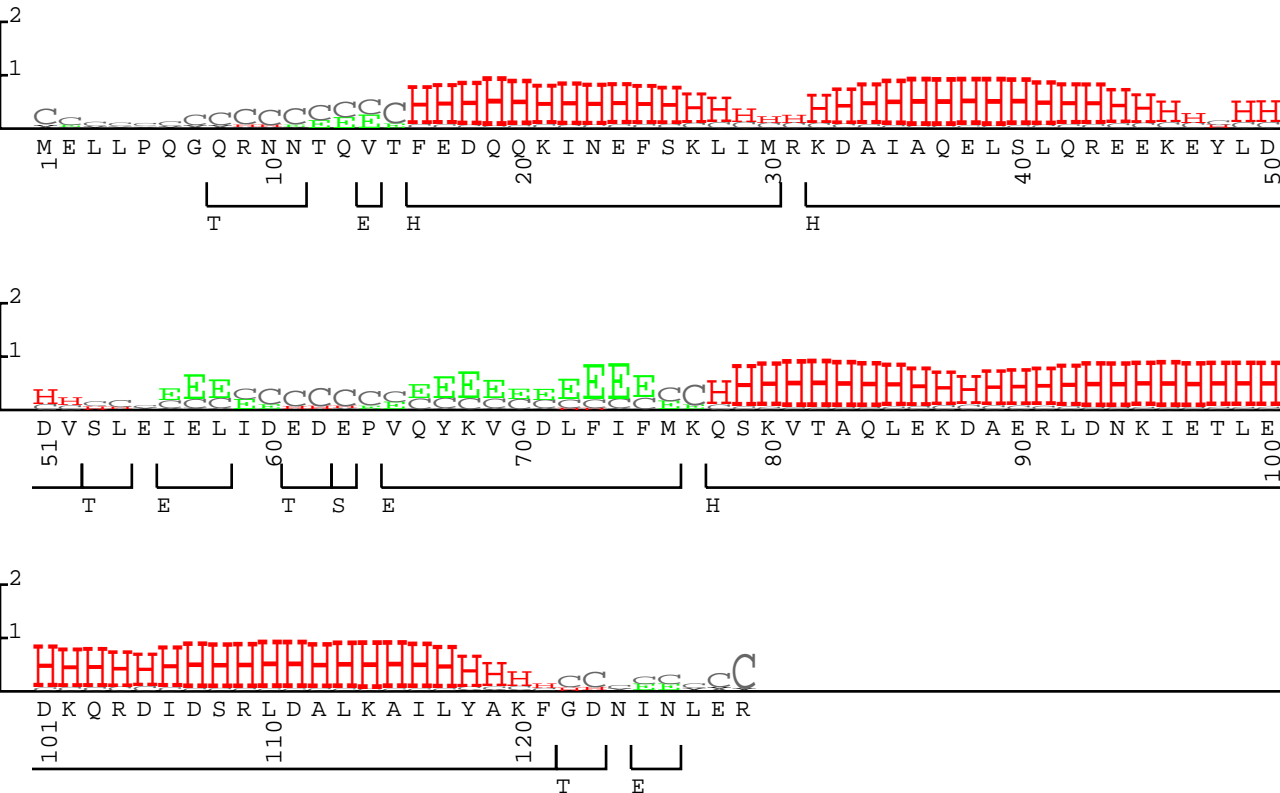 2
1
M E L L P Q G Q R N N T Q V T F E D Q Q K I N E F S K L I M R K D A I A Q E L S L Q R E E K E Y L D
1 10 20 30 40 50
T E H H
2
1
D V S L E I E L I D E D E P V Q Y K V G D L F I F M K Q S K V T A Q L E K D A E R L D N K I E T L E
51 60 70 80 90 100
T E T S E H
2
1
D K Q R D I D S R L D A L K A I L Y A K F G D N I N L E R
101 110 120
T E